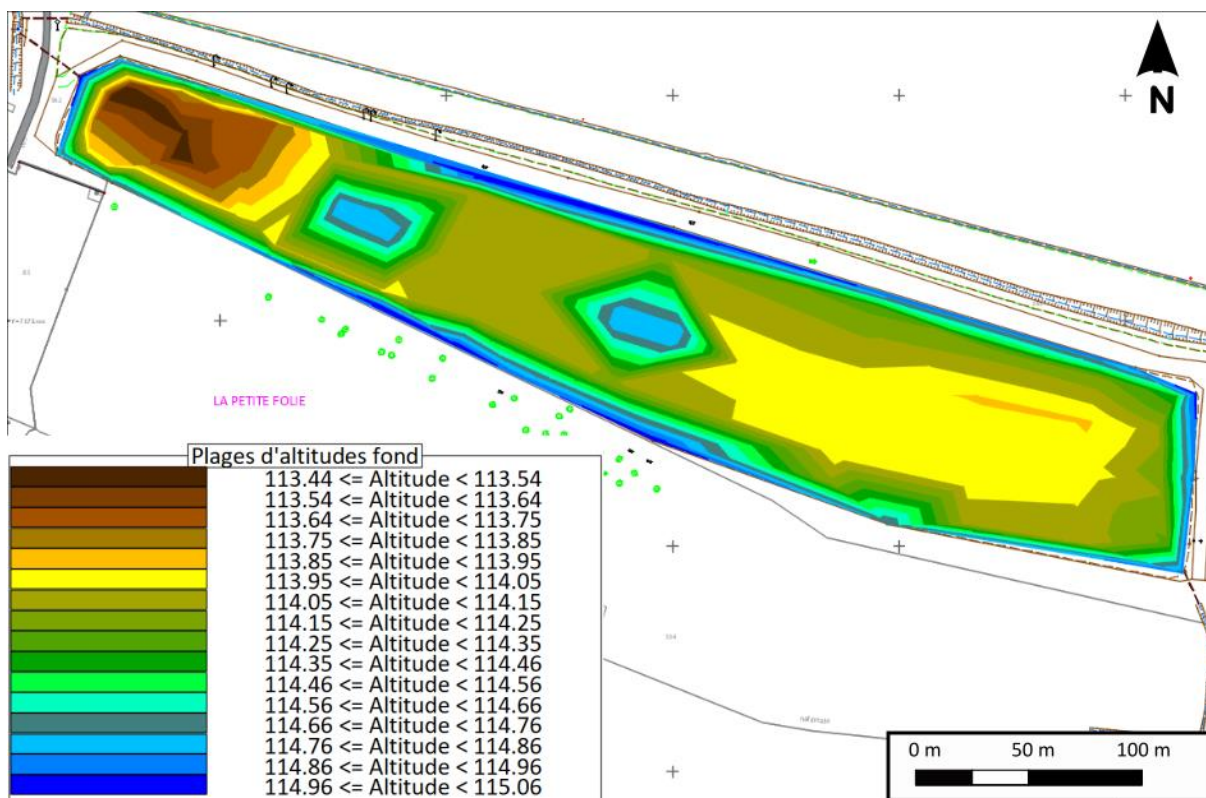 N
LA PETITE FOLIE
Plages d'altitudes fond
113.44 <= Altitude < 113.54
113.54 <= Altitude < 113.64
113.64 <= Altitude < 113.75
113.75 <= Altitude < 113.85
113.85 <= Altitude < 113.95
113.95 <= Altitude < 114.05
114.05 <= Altitude < 114.15
114.15 <= Altitude < 114.25
114.25 <= Altitude < 114.35
114.35 <= Altitude < 114.46
114.46 <= Altitude < 114.56
114.56 <= Altitude < 114.66
114.66 <= Altitude < 114.76
114.76 <= Altitude < 114.86
114.86 <= Altitude < 114.96
114.96 <= Altitude < 115.06
0 m 50 m 100 m